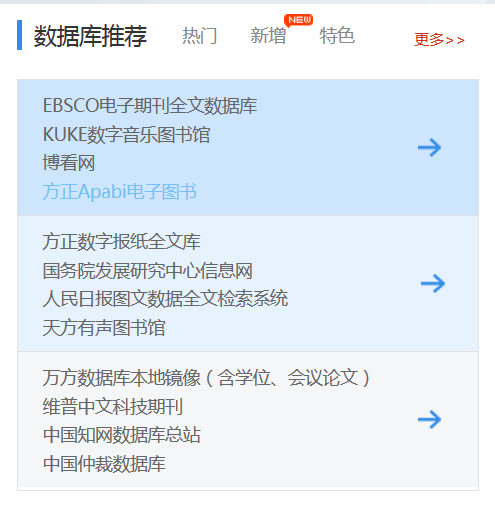 数据库推荐 热门 新增 NEW 特色 更多>>
EBSCO电子期刊全文数据库
KUKE数字音乐图书馆
博看网
方正Apabi电子图书
方正数字报纸全文库
国务院发展研究中心信息网
人民日报图文数据全文检索系统
天方有声图书馆
万方数据库本地镜像（含学位、会议论文）
维普中文科技期刊
中国知网数据库总站
中国仲裁数据库